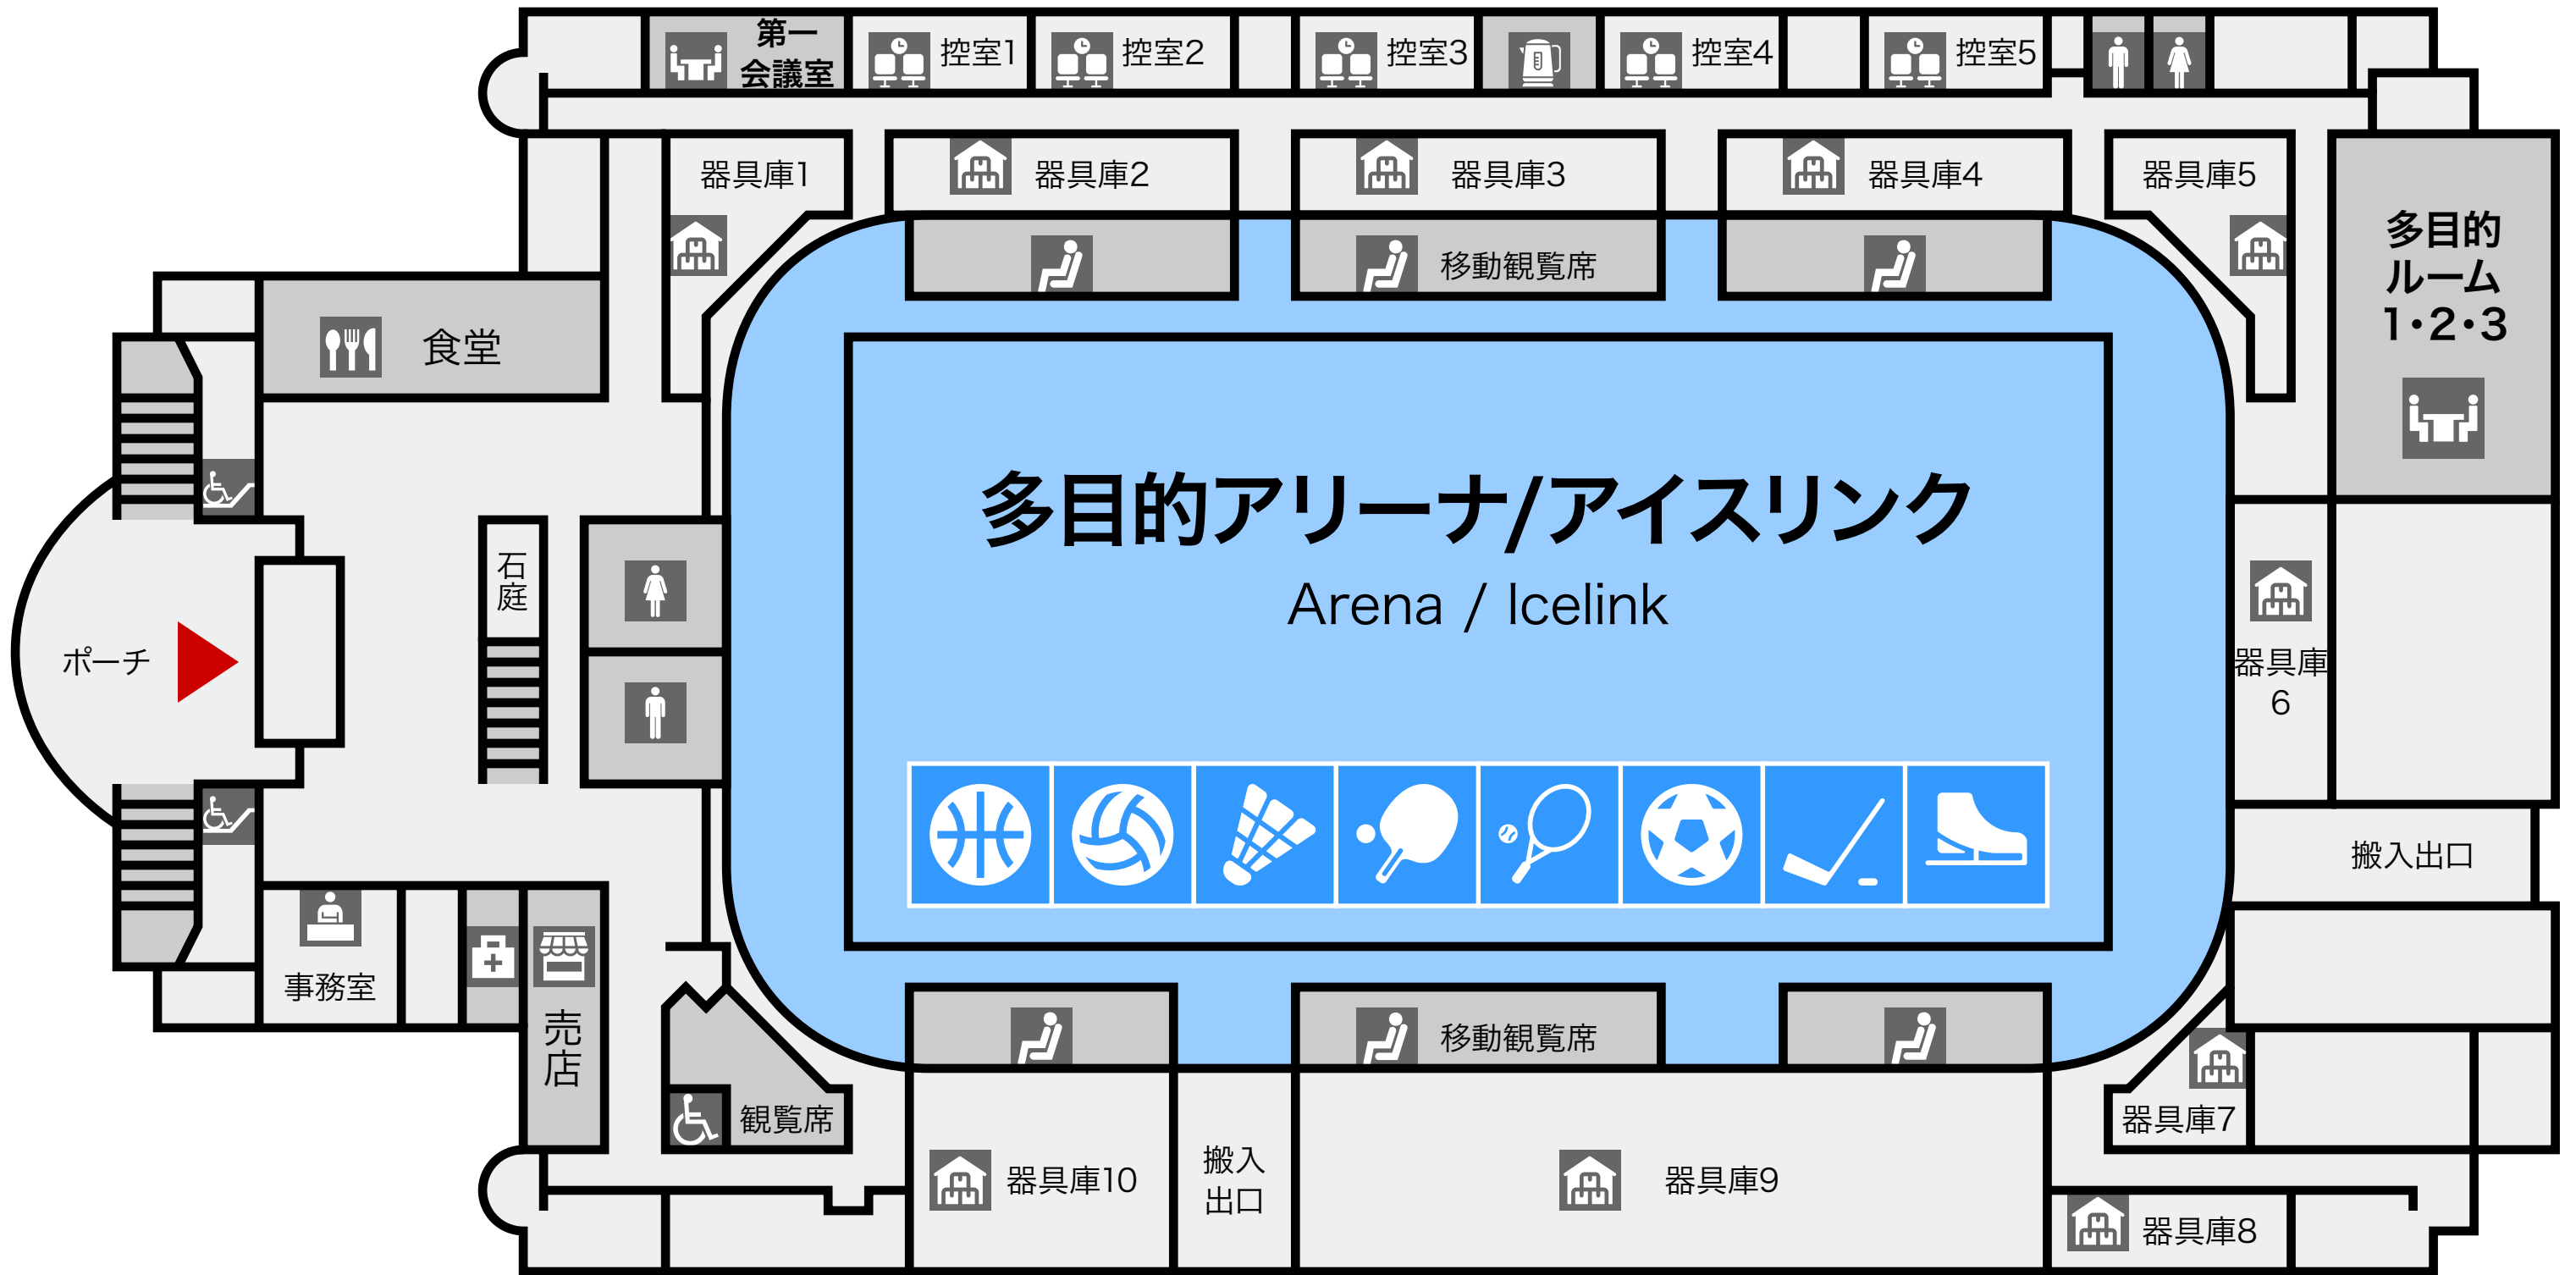 第一
会議室
控室1
控室2
控室3
控室4
控室5
器具庫1
器具庫2
器具庫3
器具庫4
器具庫5
移動観覧席
多目的
ルーム
1・2・3
食堂
多目的アリーナ/アイスリンク
Arena / Icelink
石庭
ポーチ
器具庫
6
搬入出口
事務室
売店
移動観覧席
観覧席
器具庫7
器具庫10
搬入
出口
器具庫9
器具庫8